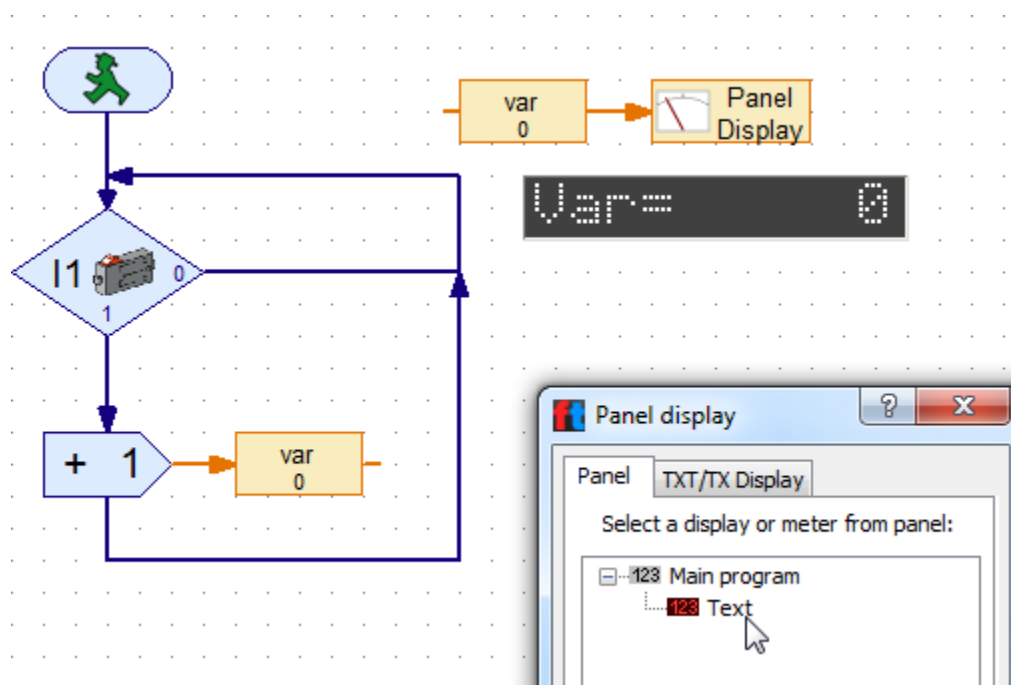 var
0
Panel
Display
Var= 0
I1
0
1
+ 1
var
0
ft
Panel display
?
X
Panel
TXT/TX Display
Select a display or meter from panel:
123 Main program
123 Text